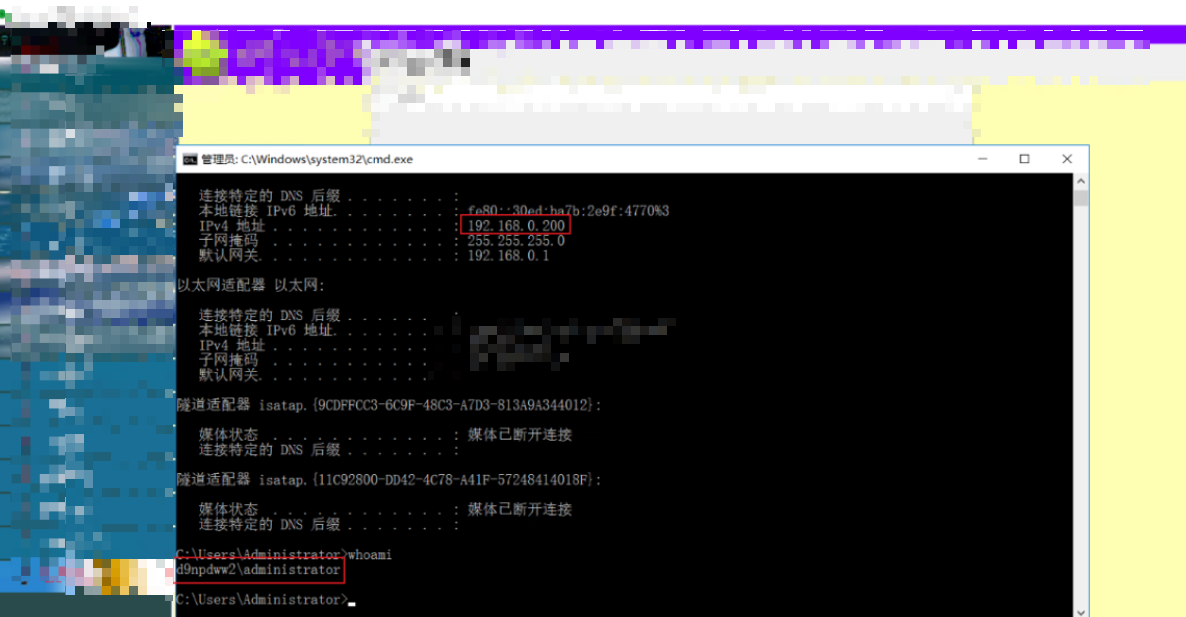 管理员: C:\Windows\system32\cmd.exe
连接特定的 DNS 后缀 . . . . . . . :
本地链接 IPv6 地址. . . . . . . . : fe80::30ed:ba7b:2e9f:4770%3
IPv4 地址 . . . . . . . . . . . . : 192.168.0.200
子网掩码 . . . . . . . . . . . . : 255.255.255.0
默认网关. . . . . . . . . . . . . : 192.168.0.1
以太网适配器 以太网:
连接特定的 DNS 后缀 . . . . . . . :
本地链接 IPv6 地址. . . . . . .
IPv4 地址 . . . . . . . . . . .
子网掩码 . . . . . . . . . . .
默认网关. . . . . . . . . . . .
隧道适配器 isatap.{9CDFFCC3-6C9F-48C3-A7D3-813A9A344012}:
媒体状态 . . . . . . . . . . . . : 媒体已断开连接
连接特定的 DNS 后缀 . . . . . . . :
隧道适配器 isatap.{11C92800-DD42-4C78-A41F-57248414018F}:
媒体状态 . . . . . . . . . . . . : 媒体已断开连接
连接特定的 DNS 后缀 . . . . . . . :
C:\Users\Administrator>whoami
d9npdww2\administrator
C:\Users\Administrator>